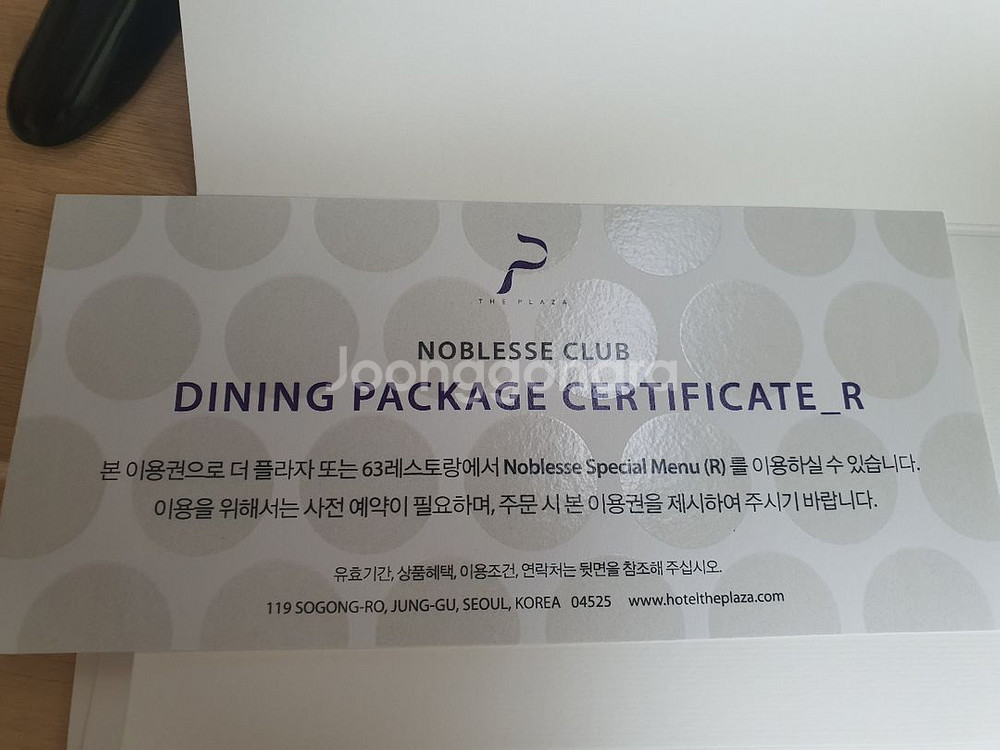 THE PLAZA
NOBLESSE CLUB
Joonggonara
DINING PACKAGE CERTIFICATE_R
본 이용권으로 더 플라자 또는 63레스토랑에서 Noblesse Special Menu (R) 를 이용하실 수 있습니다.
이용을 위해서는 사전 예약이 필요하며, 주문 시 본 이용권을 제시하여 주시기 바랍니다.
유효기간, 상품혜택, 이용조건, 연락처는 뒷면을 참조해 주십시오.
119 SOGONG-RO, JUNG-GU, SEOUL, KOREA 04525 www.hoteltheplaza.com